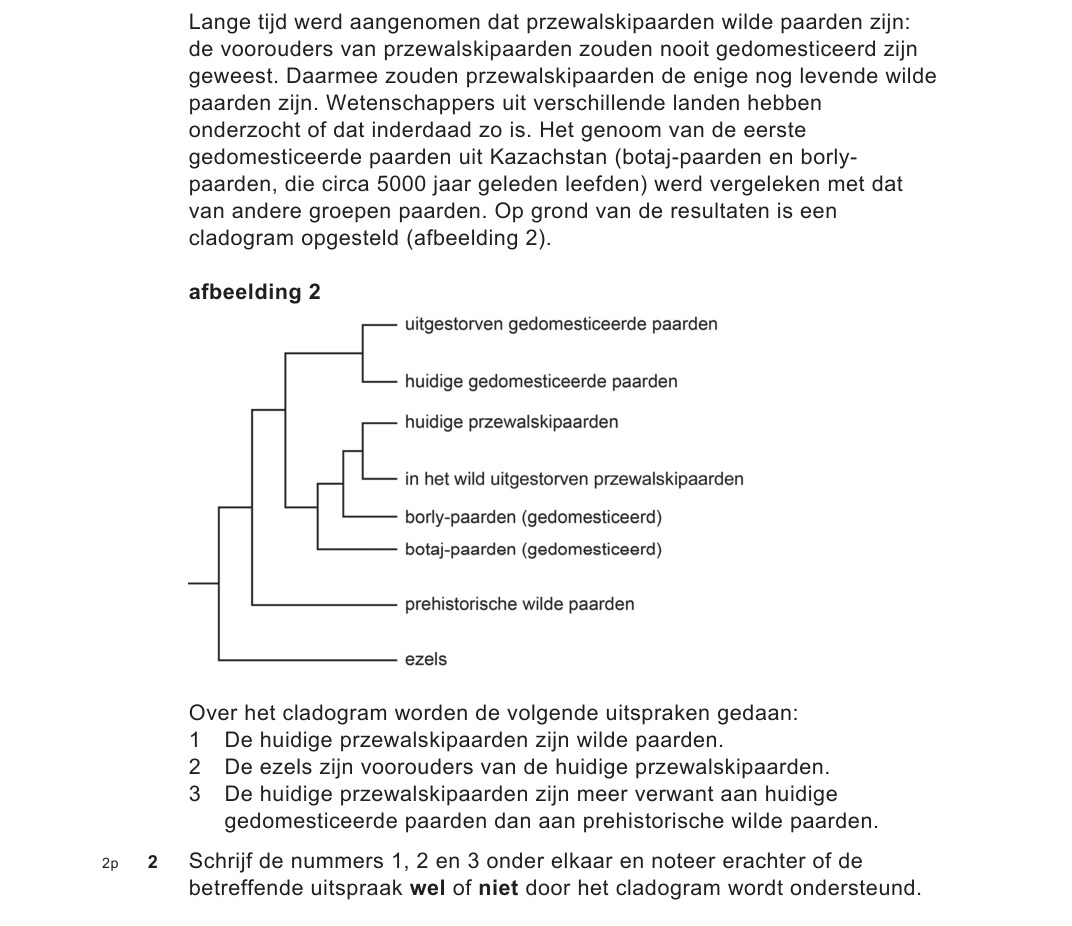 Lange tijd werd aangenomen dat przewalskipaarden wilde paarden zijn:
de voorouders van przewalskipaarden zouden nooit gedomesticeerd zijn
geweest. Daarmee zouden przewalskipaarden de enige nog levende wilde
paarden zijn. Wetenschappers uit verschillende landen hebben
onderzocht of dat inderdaad zo is. Het genoom van de eerste
gedomesticeerde paarden uit Kazachstan (botaj-paarden en borly-
paarden, die circa 5000 jaar geleden leefden) werd vergeleken met dat
van andere groepen paarden. Op grond van de resultaten is een
cladogram opgesteld (afbeelding 2).
afbeelding 2
uitgestorven gedomesticeerde paarden
huidige gedomesticeerde paarden
huidige przewalskipaarden
in het wild uitgestorven przewalskipaarden
borly-paarden (gedomesticeerd)
botaj-paarden (gedomesticeerd)
prehistorische wilde paarden
ezels
Over het cladogram worden de volgende uitspraken gedaan:
1 De huidige przewalskipaarden zijn wilde paarden.
2 De ezels zijn voorouders van de huidige przewalskipaarden.
3 De huidige przewalskipaarden zijn meer verwant aan huidige
gedomesticeerde paarden dan aan prehistorische wilde paarden.
2p 2 Schrijf de nummers 1, 2 en 3 onder elkaar en noteer erachter of de
betreffende uitspraak wel of niet door het cladogram wordt ondersteund.